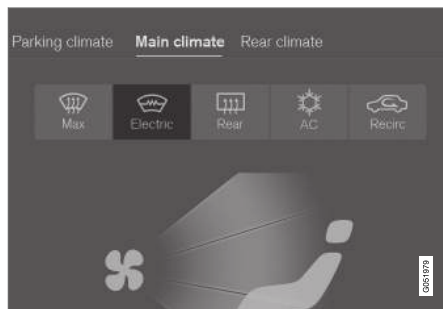 Parking climate Main climate Rear climate
Max Electric Rear AC Recirc
G051979